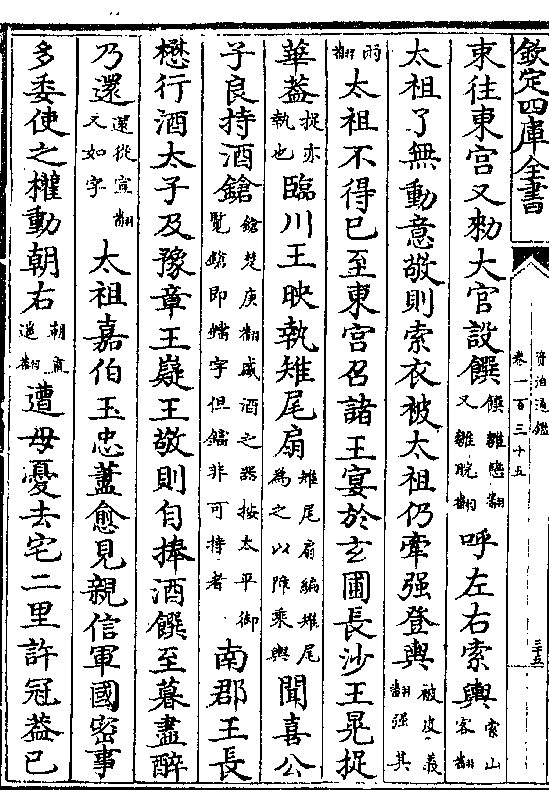 欽定四庫全書
資治通鑑
卷一百三十五
三十五
東往東宫又勑大官設饌饌雛戀翻又雛睆翻呼左右索輿索山客翻
太祖了無動意敬則索衣被太祖仍牽强登輿被皮義翻强其
兩翻太祖不得已至東宫召諸王宴於玄圃長沙王晃捉
華葢捉亦執也臨川王映執雉尾扇雉尾扇編雉尾為之以障乘輿聞喜公
子良持酒鎗鎗楚庚翻盛酒之器按太平御覽鎗即鐺字但鐺非可持者南郡王長
懋行酒太子及豫章王嶷王敬則自捧酒饌至暮盡醉
乃還還從宣翻又如字太祖嘉伯玉忠藎愈見親信軍國密事
多委使之權動朝右朝直遥翻遭母憂去宅二里許冠葢已